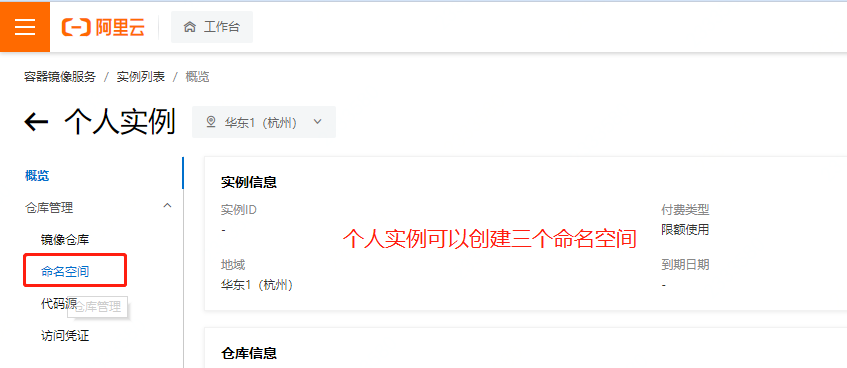 阿里云 工作台
容器镜像服务 / 实例列表 / 概览
个人实例 华东1（杭州）
概览
仓库管理
镜像仓库
命名空间
代码源
仓库管理
访问凭证
实例信息
实例ID 付费类型
- 限额使用
个人实例可以创建三个命名空间
地域 到期日期
华东1（杭州） -
仓库信息